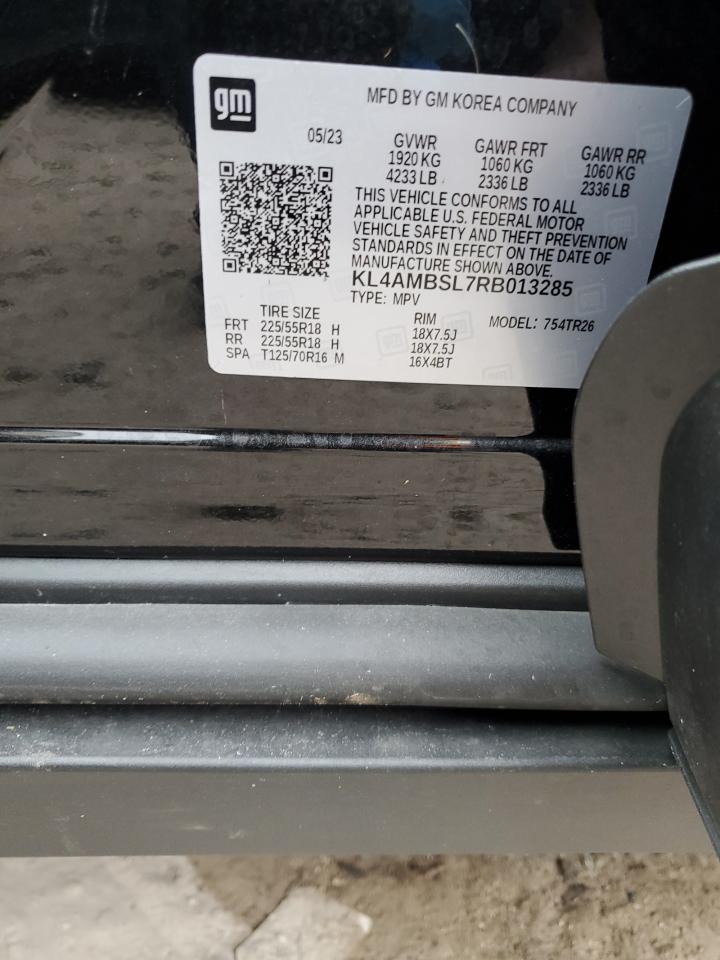 gm
MFD BY GM KOREA COMPANY
05/23 GVWR GAWR FRT GAWR RR
1920 KG 1060 KG 1060 KG
4233 LB 2336 LB 2336 LB
THIS VEHICLE CONFORMS TO ALL
APPLICABLE U.S. FEDERAL MOTOR
VEHICLE SAFETY AND THEFT PREVENTION
STANDARDS IN EFFECT ON THE DATE OF
MANUFACTURE SHOWN ABOVE.
KL4AMBSL7RB013285
TYPE: MPV
TIRE SIZE RIM MODEL: 754TR26
FRT 225/55R18 H 18X7.5J
RR 225/55R18 H 18X7.5J
SPA T125/70R16 M 16X4BT